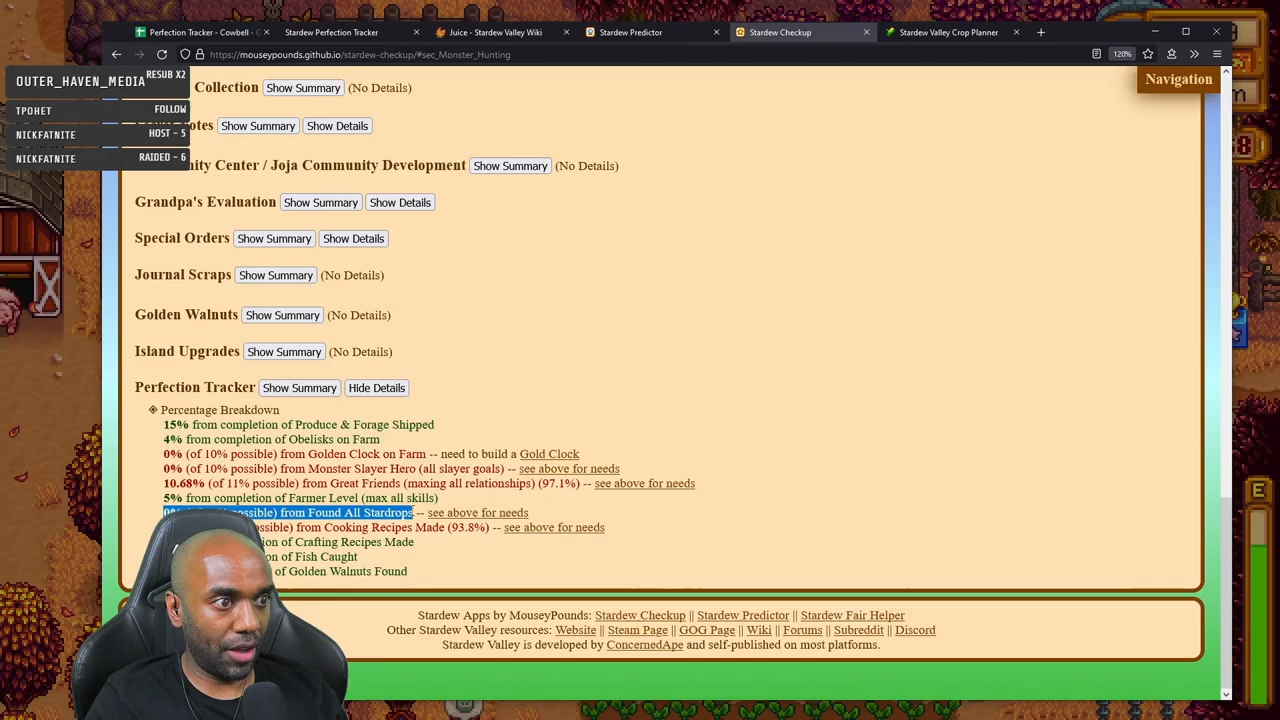 Perfection Tracker - Cowbell - G
Stardew Perfection Tracker
Juice - Stardew Valley Wiki
Stardew Predictor
Stardew Checkup
Stardew Valley Crop Planner
https://mouseypounds.github.io/stardew-checkup/#sec_Monster_Hunting
120%
OUTER_HAVEN_MEDIA RESUB X2
TPOHET FOLLOW
NICKFATNITE HOST - 5
NICKFATNITE RAIDED - 6
Navigation
Collection Show Summary (No Details)
Show Summary Show Details
Center / Joja Community Development Show Summary (No Details)
Grandpa's Evaluation Show Summary Show Details
Special Orders Show Summary Show Details
Journal Scraps Show Summary (No Details)
Golden Walnuts Show Summary (No Details)
Island Upgrades Show Summary (No Details)
Perfection Tracker Show Summary Hide Details
Percentage Breakdown
15% from completion of Produce & Forage Shipped
4% from completion of Obelisks on Farm
0% (of 10% possible) from Golden Clock on Farm -- need to build a Gold Clock
0% (of 10% possible) from Monster Slayer Hero (all slayer goals) -- see above for needs
10.68% (of 11% possible) from Great Friends (maxing all relationships) (97.1%) -- see above for needs
5% from completion of Farmer Level (max all skills)
possible) from Found All Stardrops -- see above for needs
possible) from Cooking Recipes Made (93.8%) -- see above for needs
of Crafting Recipes Made
of Fish Caught
of Golden Walnuts Found
Stardew Apps by MouseyPounds: Stardew Checkup || Stardew Predictor || Stardew Fair Helper
Other Stardew Valley resources: Website || Steam Page || GOG Page || Wiki || Forums || Subreddit || Discord
Stardew Valley is developed by ConcernedApe and self-published on most platforms.
E